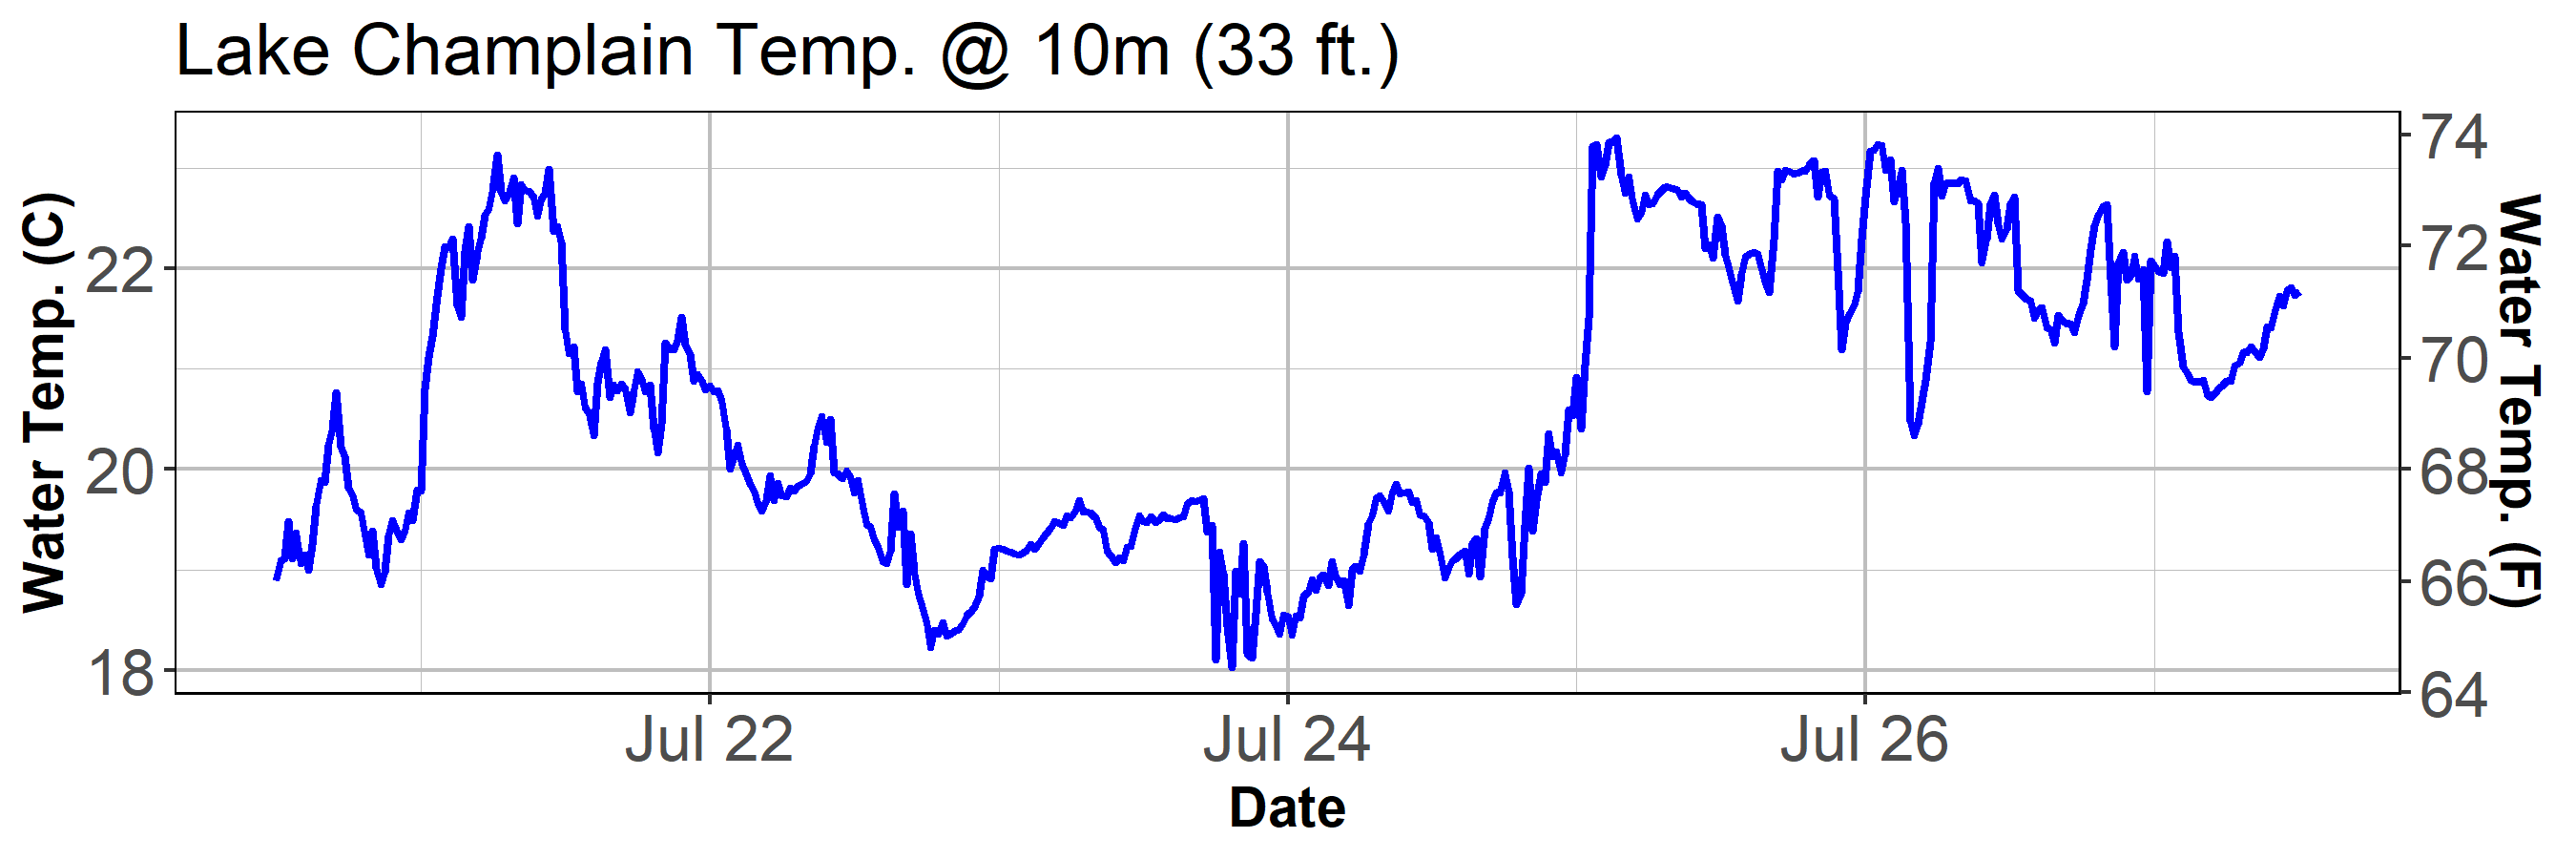 Lake Champlain Temp. @ 10m (33 ft.)
Water Temp. (C)
22
20
18
74
72
70
68
66
64
Water Temp. (F)
Jul 22
Jul 24
Jul 26
Date